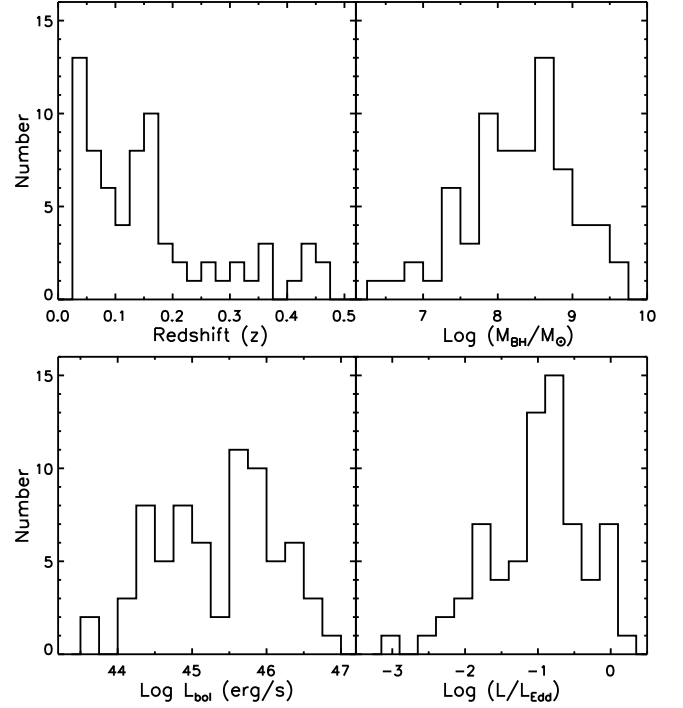 15
10
5
0
Number
0.0 0.1 0.2 0.3 0.4 0.5
Redshift (z)
7 8 9 10
Log (M_BH/M_⊙)
15
10
5
0
Number
44 45 46 47
Log L_bol (erg/s)
−3 −2 −1 0
Log (L/L_Edd)